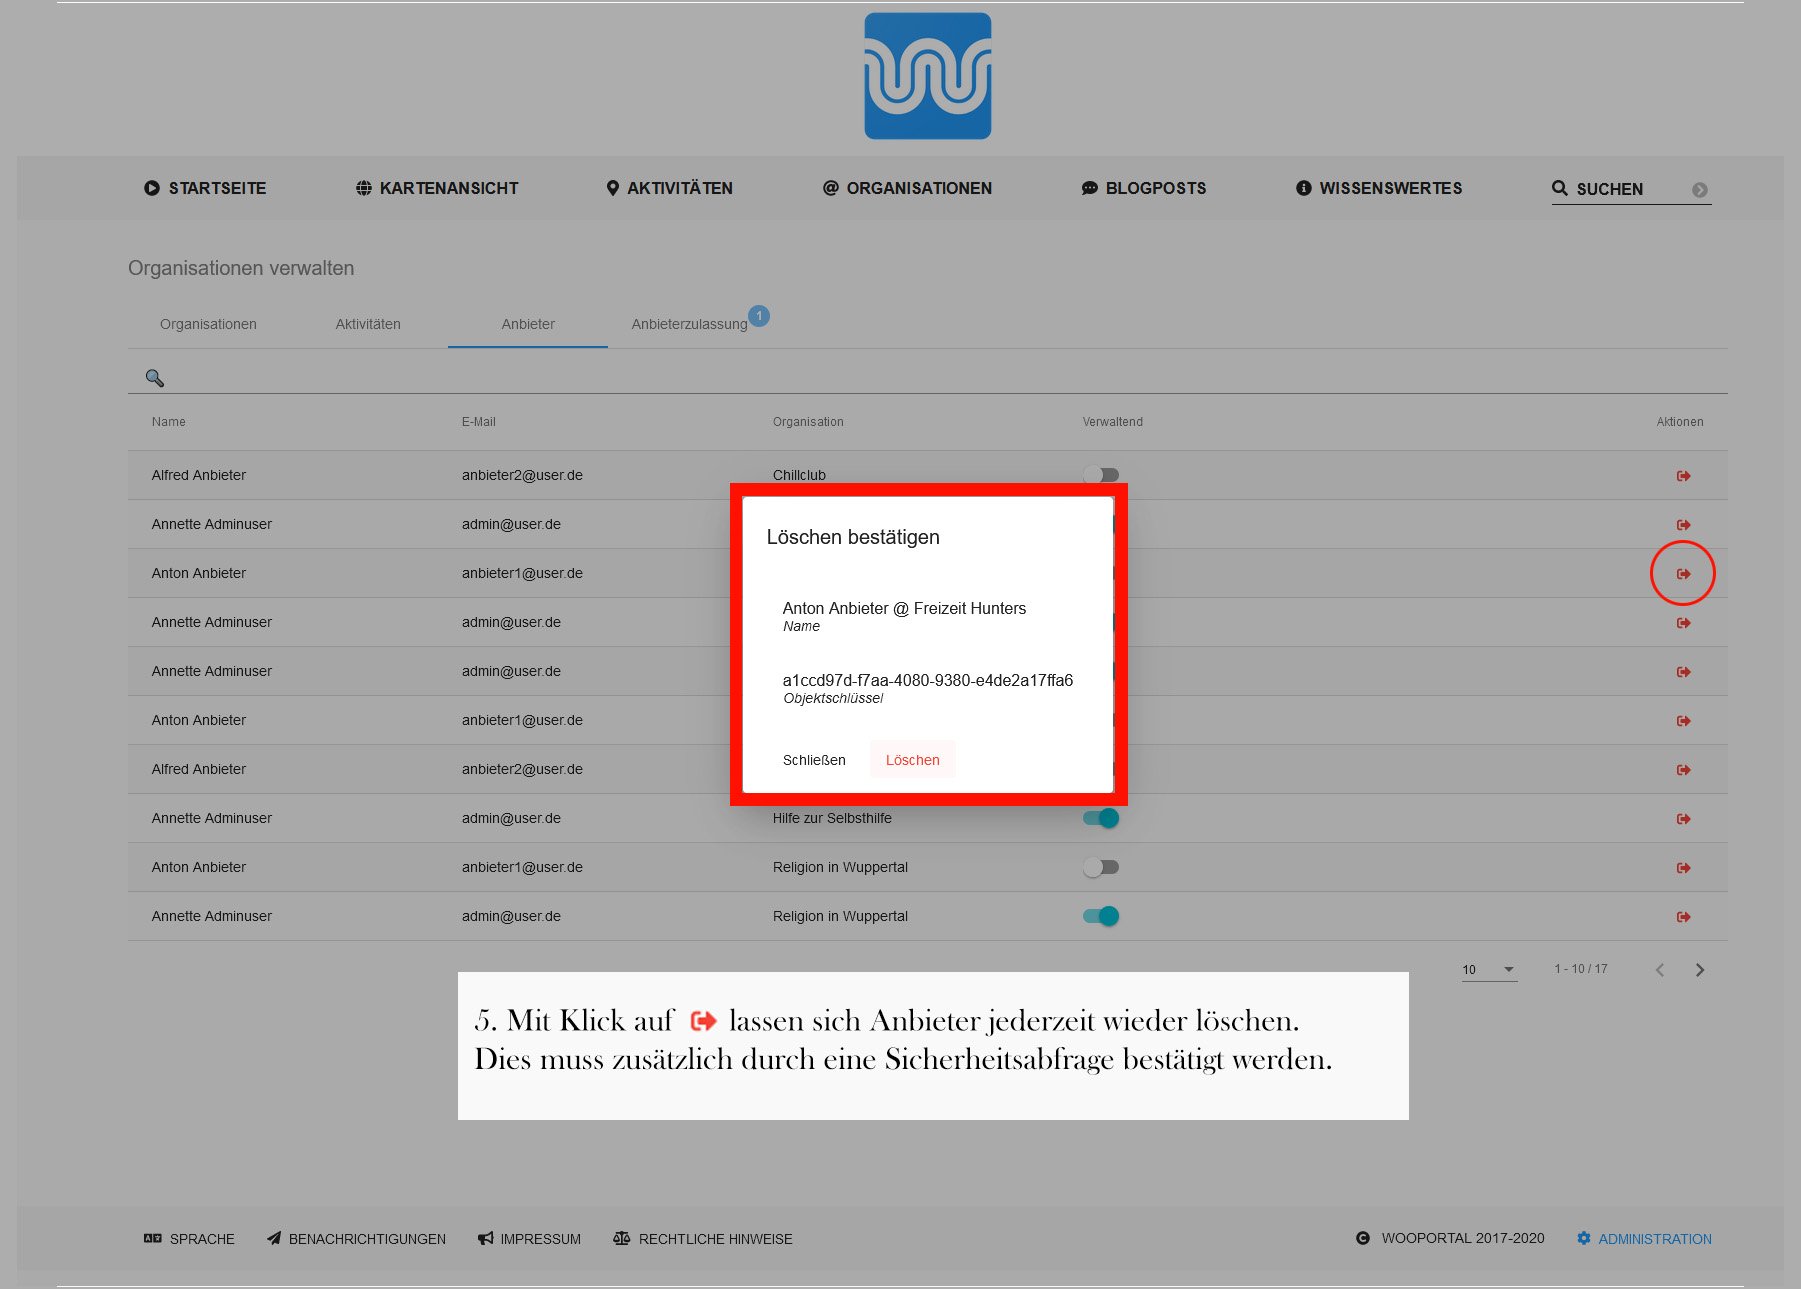 STARTSEITE KARTENANSICHT AKTIVITÄTEN ORGANISATIONEN BLOGPOSTS WISSENSWERTES SUCHEN
Organisationen verwalten
Organisationen Aktivitäten Anbieter Anbieterzulassung 1
Name E-Mail Organisation Verwaltend Aktionen
Alfred Anbieter anbieter2@user.de Chillclub
Annette Adminuser admin@user.de
Anton Anbieter anbieter1@user.de
Annette Adminuser admin@user.de
Annette Adminuser admin@user.de
Anton Anbieter anbieter1@user.de
Alfred Anbieter anbieter2@user.de
Annette Adminuser admin@user.de Hilfe zur Selbsthilfe
Anton Anbieter anbieter1@user.de Religion in Wuppertal
Annette Adminuser admin@user.de Religion in Wuppertal
Löschen bestätigen
Anton Anbieter @ Freizeit Hunters
Name
a1ccd97d-f7aa-4080-9380-e4de2a17ffa6
Objektschlüssel
Schließen Löschen
10 1 - 10 / 17
5. Mit Klick auf lassen sich Anbieter jederzeit wieder löschen.
Dies muss zusätzlich durch eine Sicherheitsabfrage bestätigt werden.
SPRACHE BENACHRICHTIGUNGEN IMPRESSUM RECHTLICHE HINWEISE WOOPORTAL 2017-2020 ADMINISTRATION